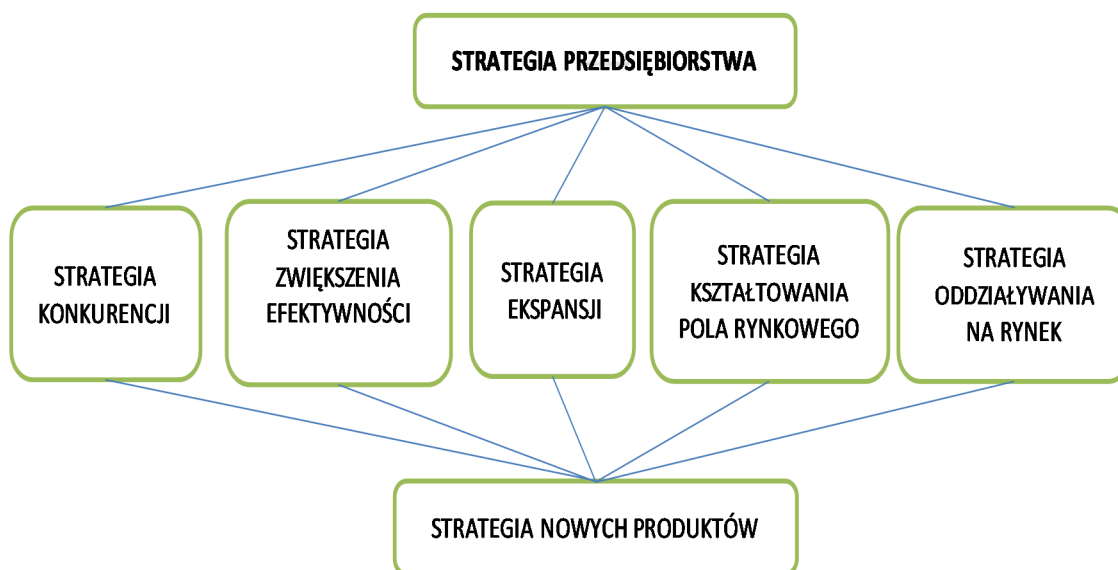 STRATEGIA PRZEDSIĘBIORSTWA
STRATEGIA
KONKURENCJI
STRATEGIA
ZWIĘKSZENIA
EFEKTYWNOŚCI
STRATEGIA
EKSPANSJI
STRATEGIA
KSZTAŁTOWANIA
POLA RYNKOWEGO
STRATEGIA
ODDZIAŁYWANIA
NA RYNEK
STRATEGIA NOWYCH PRODUKTÓW